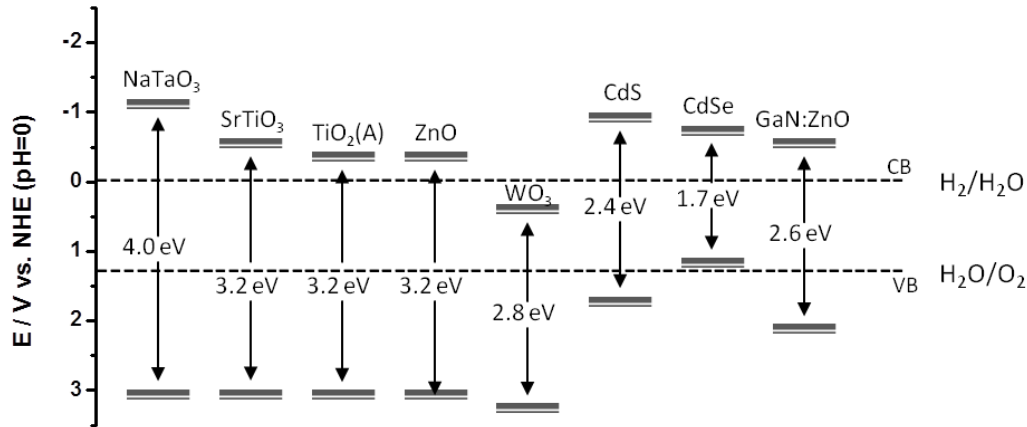 E / V vs. NHE (pH=0)
-2
-1
0
1
2
3
NaTaO₃
4.0 eV
SrTiO₃
3.2 eV
TiO₂(A)
3.2 eV
ZnO
3.2 eV
WO₃
2.8 eV
CdS
2.4 eV
CdSe
1.7 eV
GaN:ZnO
2.6 eV
CB
H₂/H₂O
VB
H₂O/O₂